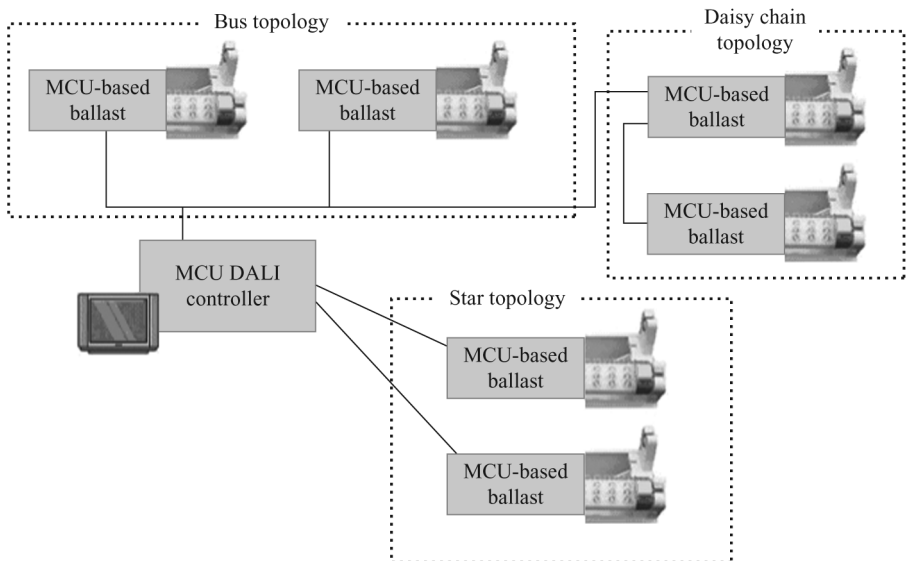 Bus topology
MCU-based
ballast
MCU-based
ballast
Daisy chain
topology
MCU-based
ballast
MCU-based
ballast
MCU DALI
controller
Star topology
MCU-based
ballast
MCU-based
ballast